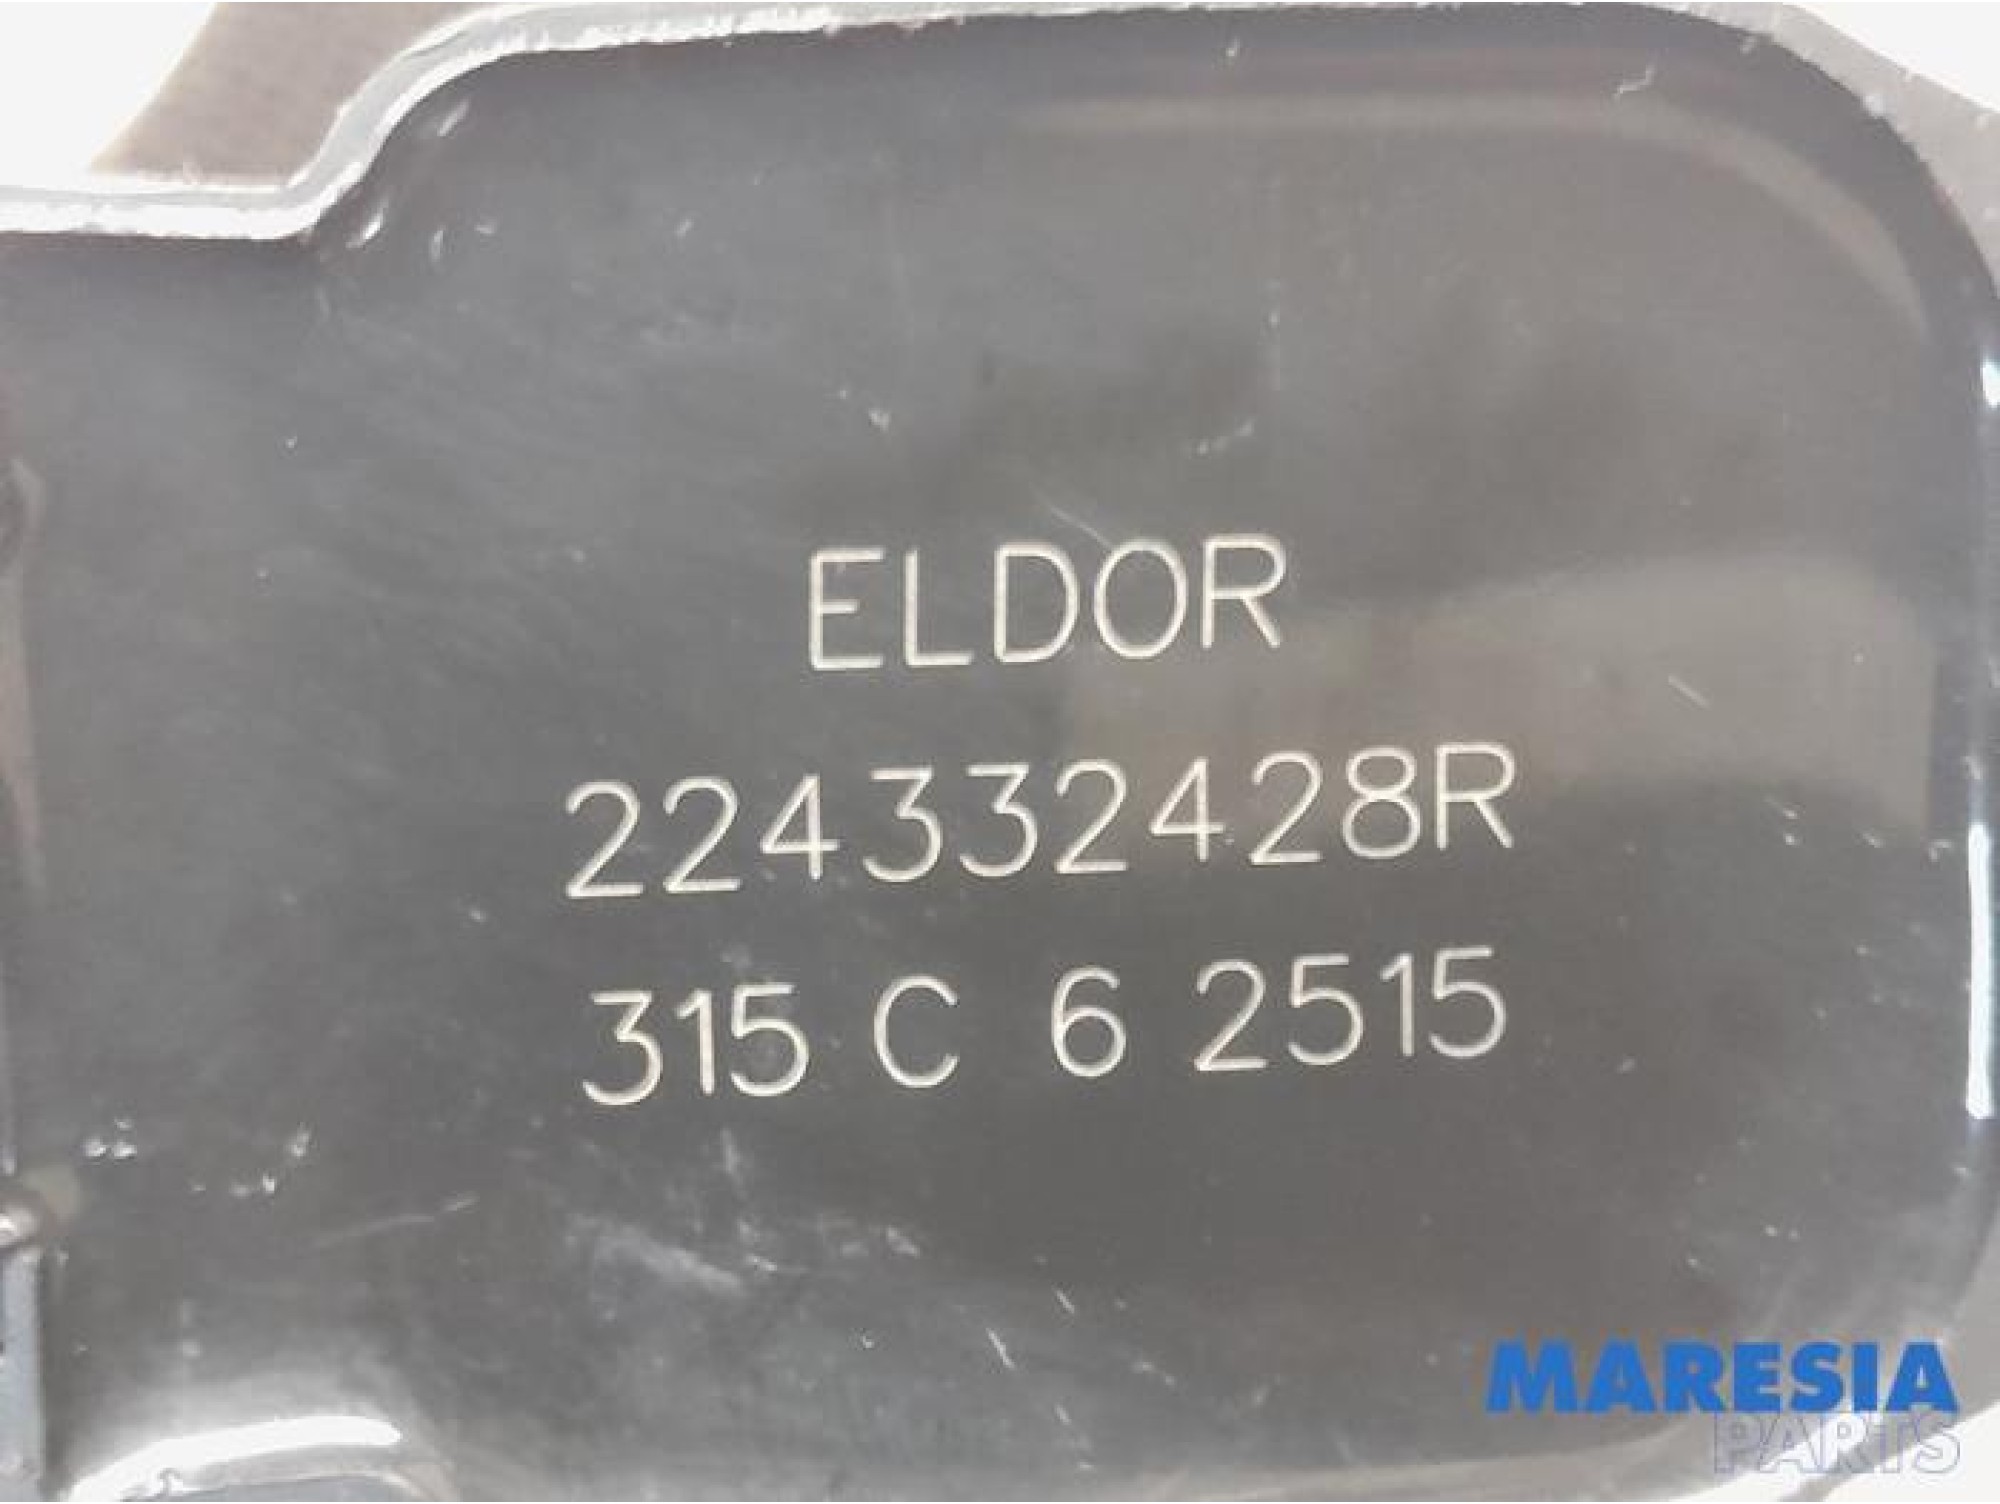 ELDOR
224332428R
315 C 6 2515
MARESIA
PARTS